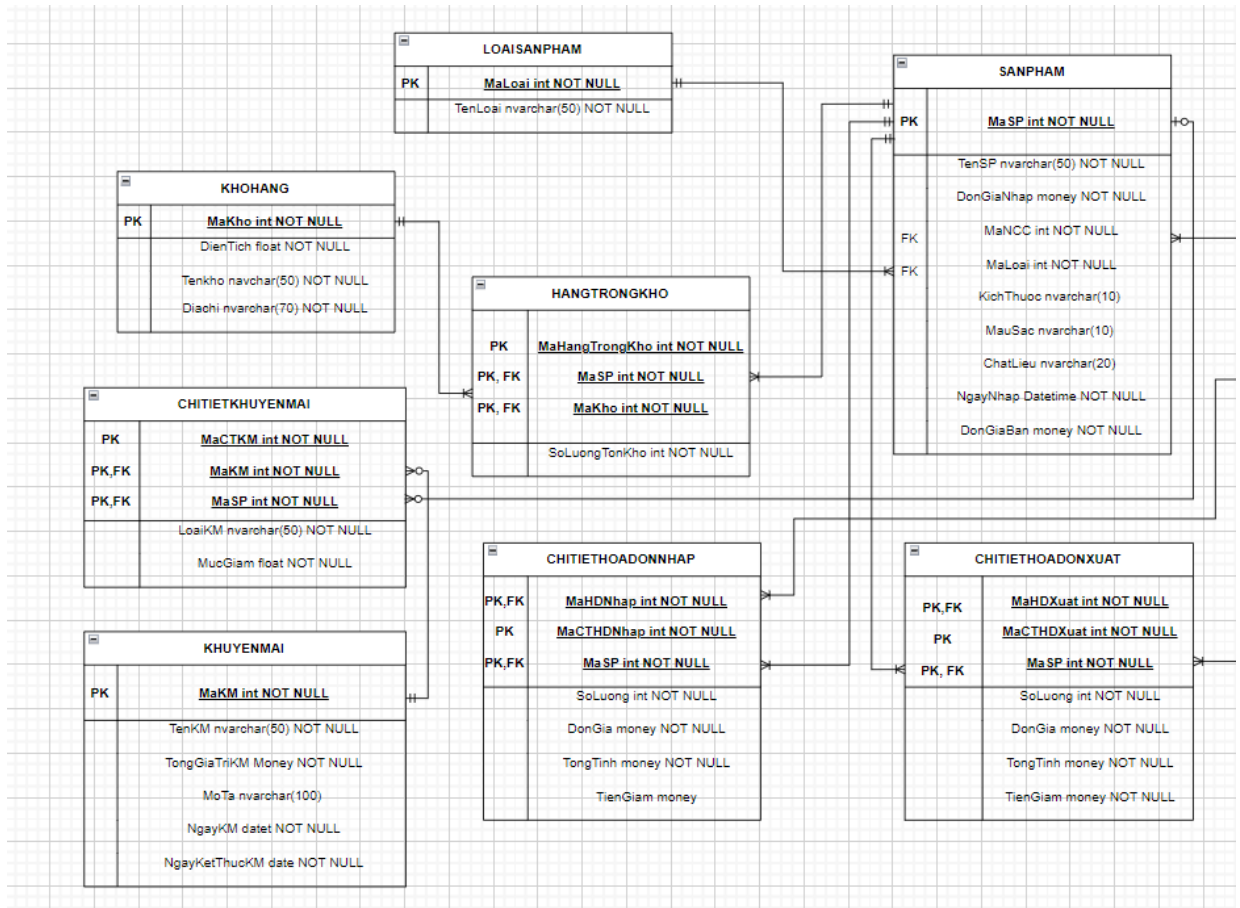 LOAISANPHAM
PK MaLoai int NOT NULL
TenLoai nvarchar(50) NOT NULL
SANPHAM
PK MaSP int NOT NULL
TenSP nvarchar(50) NOT NULL
DonGiaNhap money NOT NULL
FK MaNCC int NOT NULL
FK MaLoai int NOT NULL
KichThuoc nvarchar(10)
MauSac nvarchar(10)
ChatLieu nvarchar(20)
NgayNhap Datetime NOT NULL
DonGiaBan money NOT NULL
KHOHANG
PK MaKho int NOT NULL
DienTich float NOT NULL
Tenkho navchar(50) NOT NULL
Diachi nvarchar(70) NOT NULL
HANGTRONGKHO
PK MaHangTrongKho int NOT NULL
PK, FK MaSP int NOT NULL
PK, FK MaKho int NOT NULL
SoLuongTonKho int NOT NULL
CHITIETKHUYENMAI
PK MaCTKM int NOT NULL
PK,FK MaKM int NOT NULL
PK,FK MaSP int NOT NULL
LoaiKM nvarchar(50) NOT NULL
MucGiam float NOT NULL
KHUYENMAI
PK MaKM int NOT NULL
TenKM nvarchar(50) NOT NULL
TongGiaTriKM Money NOT NULL
MoTa nvarchar(100)
NgayKM datet NOT NULL
NgayKetThucKM date NOT NULL
CHITIETHOADONNHAP
PK,FK MaHDNhap int NOT NULL
PK MaCTHDNhap int NOT NULL
PK,FK MaSP int NOT NULL
SoLuong int NOT NULL
DonGia money NOT NULL
TongTinh money NOT NULL
TienGiam money
CHITIETHOADONXUAT
PK,FK MaHDXuat int NOT NULL
PK MaCTHDXuat int NOT NULL
PK, FK MaSP int NOT NULL
SoLuong int NOT NULL
DonGia money NOT NULL
TongTinh money NOT NULL
TienGiam money NOT NULL